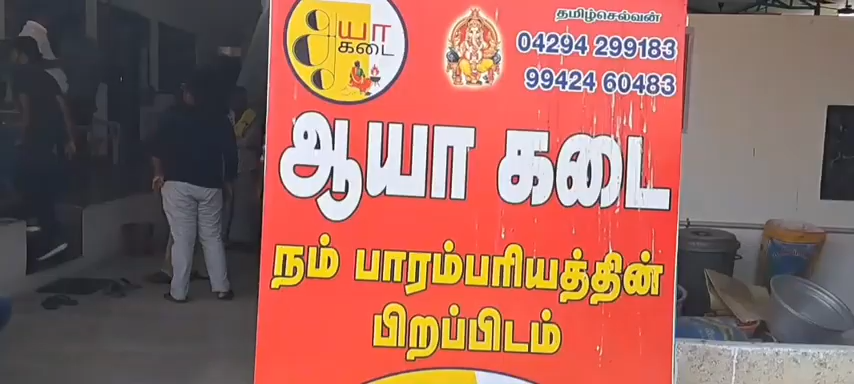 ஆயா
கடை
தமிழ்செல்வன்
04294 299183
99424 60483
ஆயா கடை
நம் பாரம்பரியத்தின்
பிறப்பிடம்